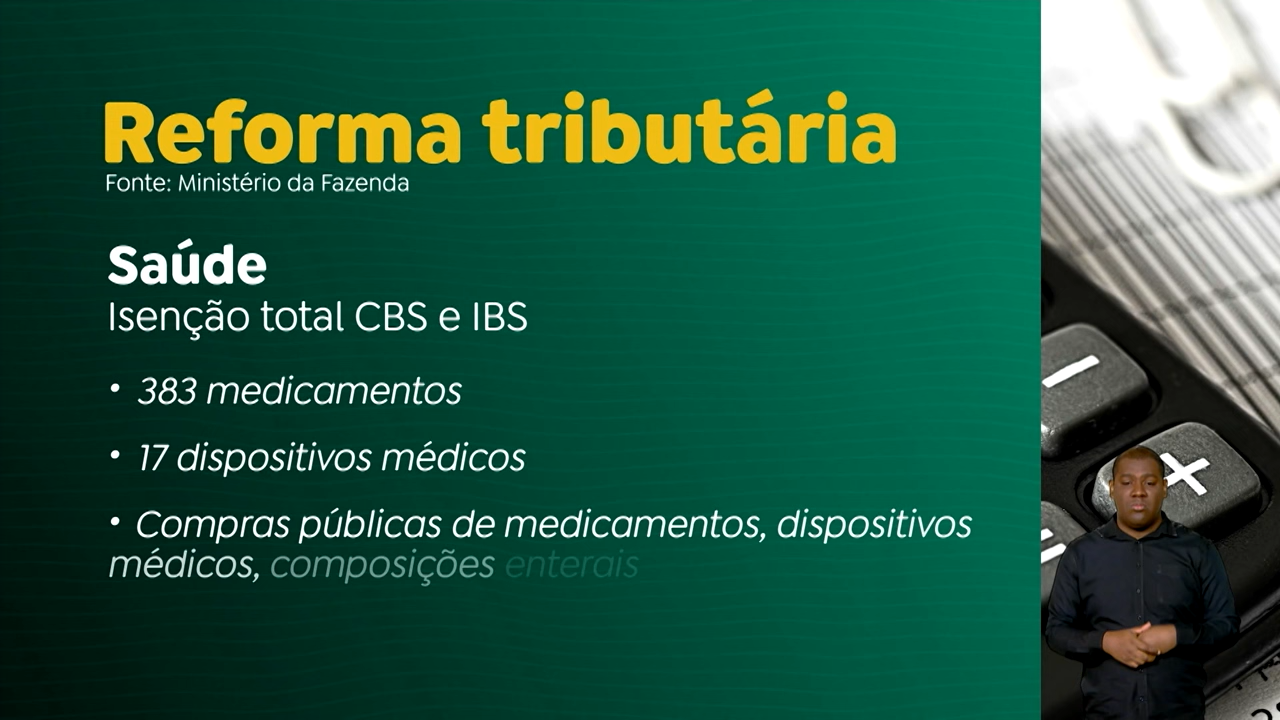 Reforma tributária
Fonte: Ministério da Fazenda
Saúde
Isenção total CBS e IBS
• 383 medicamentos
• 17 dispositivos médicos
• Compras públicas de medicamentos, dispositivos
médicos, composições enterais